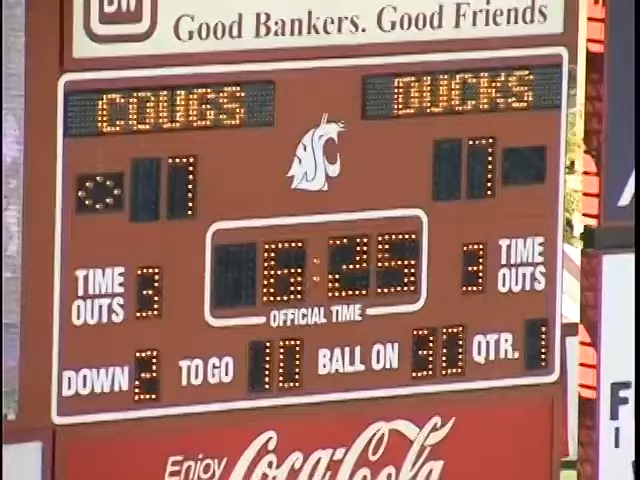 BW
Good Bankers. Good Friends
COUGS DUCKS
7 7
6:25
TIME OUTS 3 3 TIME OUTS
OFFICIAL TIME
DOWN 2 TO GO 10 BALL ON 30 QTR. 1
Enjoy
Coca-Cola
F